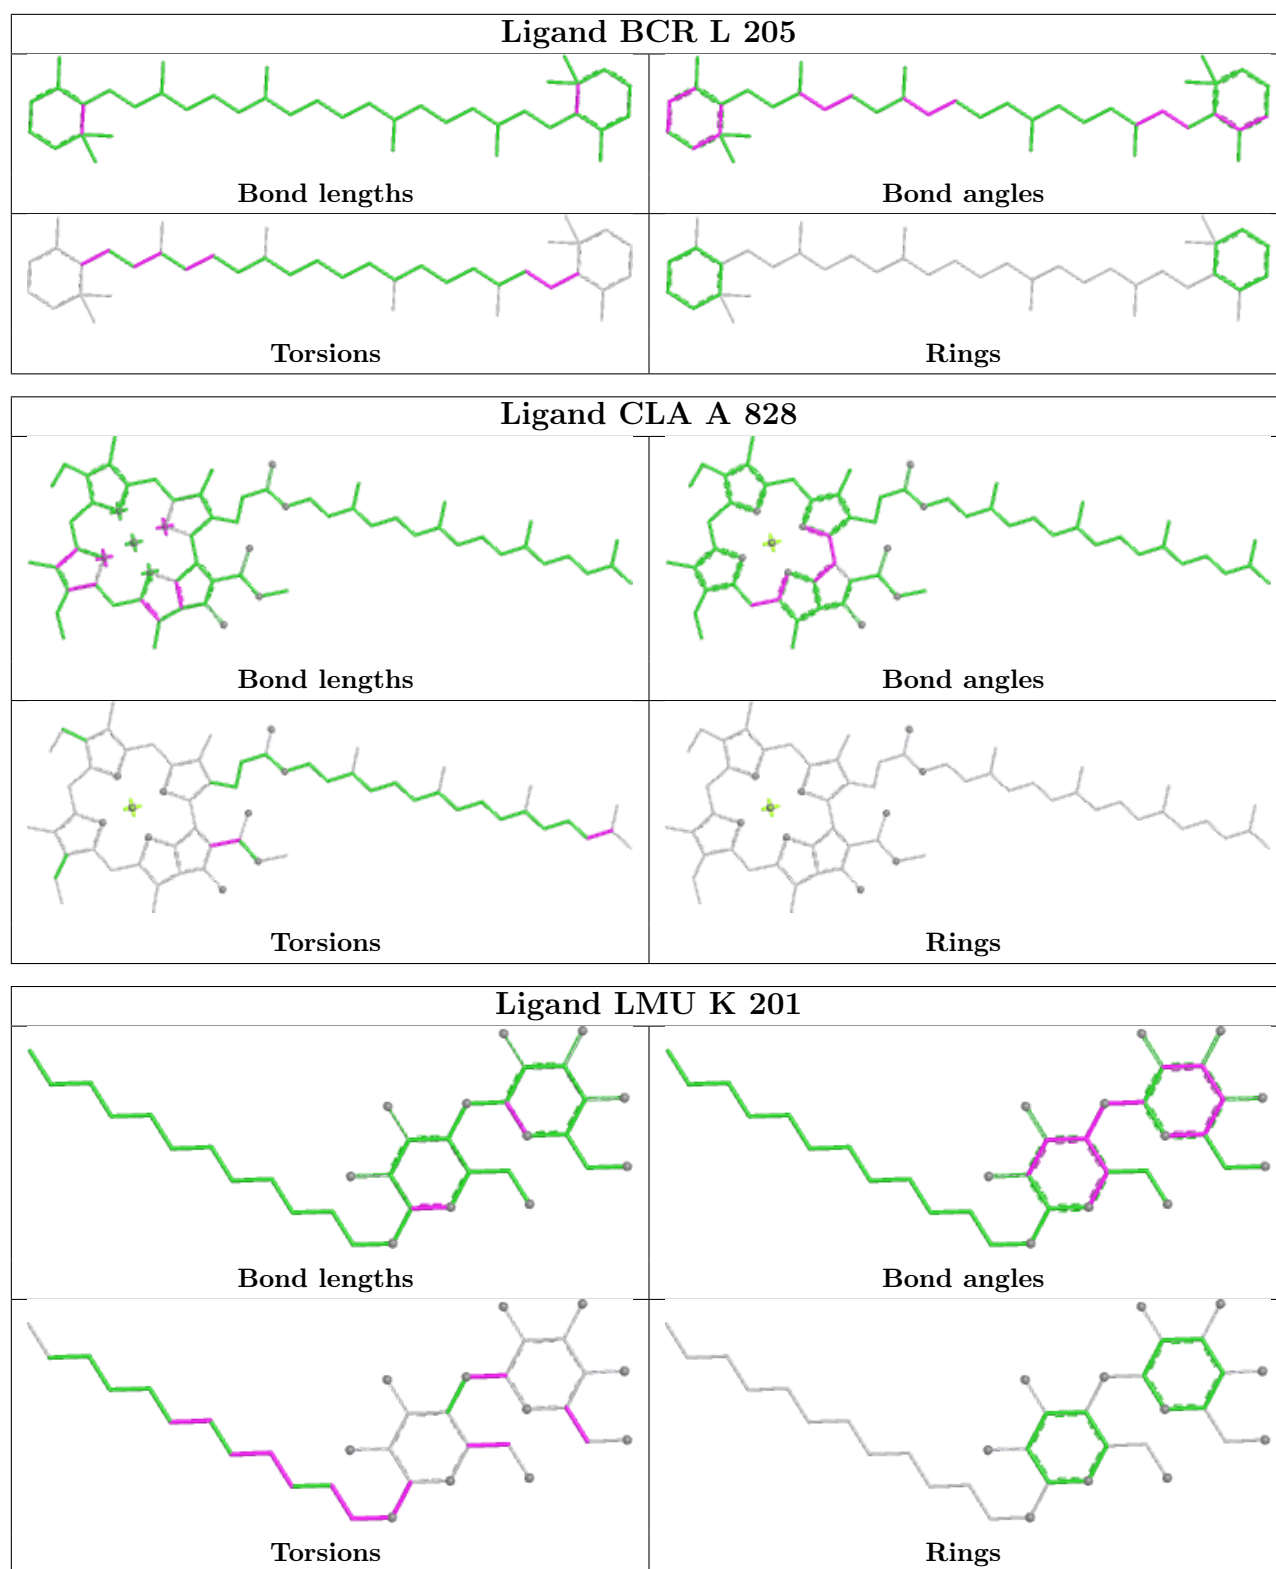 Ligand BCR L 205
Bond lengths
Bond angles
Torsions
Rings
Ligand CLA A 828
Bond lengths
Bond angles
Torsions
Rings
Ligand LMU K 201
Bond lengths
Bond angles
Torsions
Rings